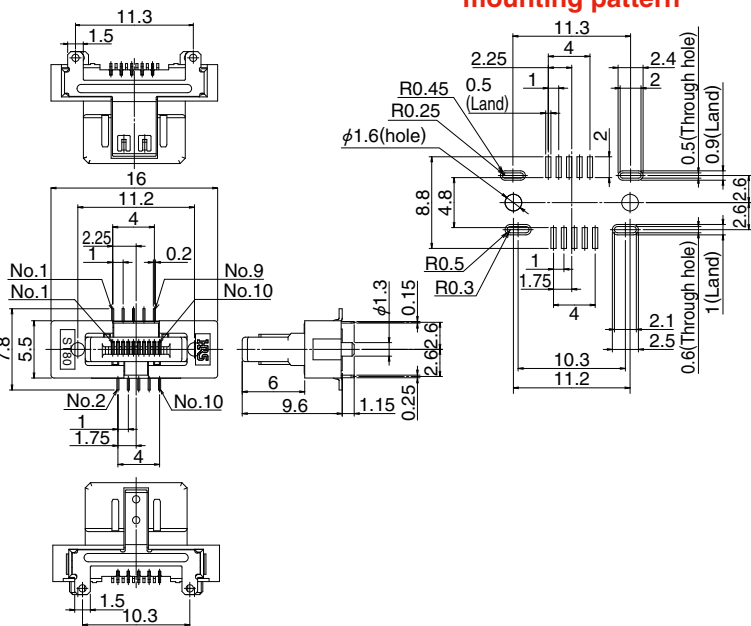 mounting pattern
11.3
1.5
16
11.2
4
2.25
1
0.2
No.1
No.9
No.1
No.10
7.8
5.5
ST80
HRS
No.2
No.10
1
1.75
4
φ1.3
0.15
2.6
2.6
0.25
6
9.6
1.15
1.5
10.3
11.3
4
2.25
1
0.5
(Land)
2.4
2
0.5(Through hole)
0.9(Land)
R0.45
R0.25
φ1.6(hole)
2
8.8
4.8
2.6
2.6
R0.5
R0.3
1
1.75
4
0.6(Through hole)
1(Land)
2.1
2.5
10.3
11.2